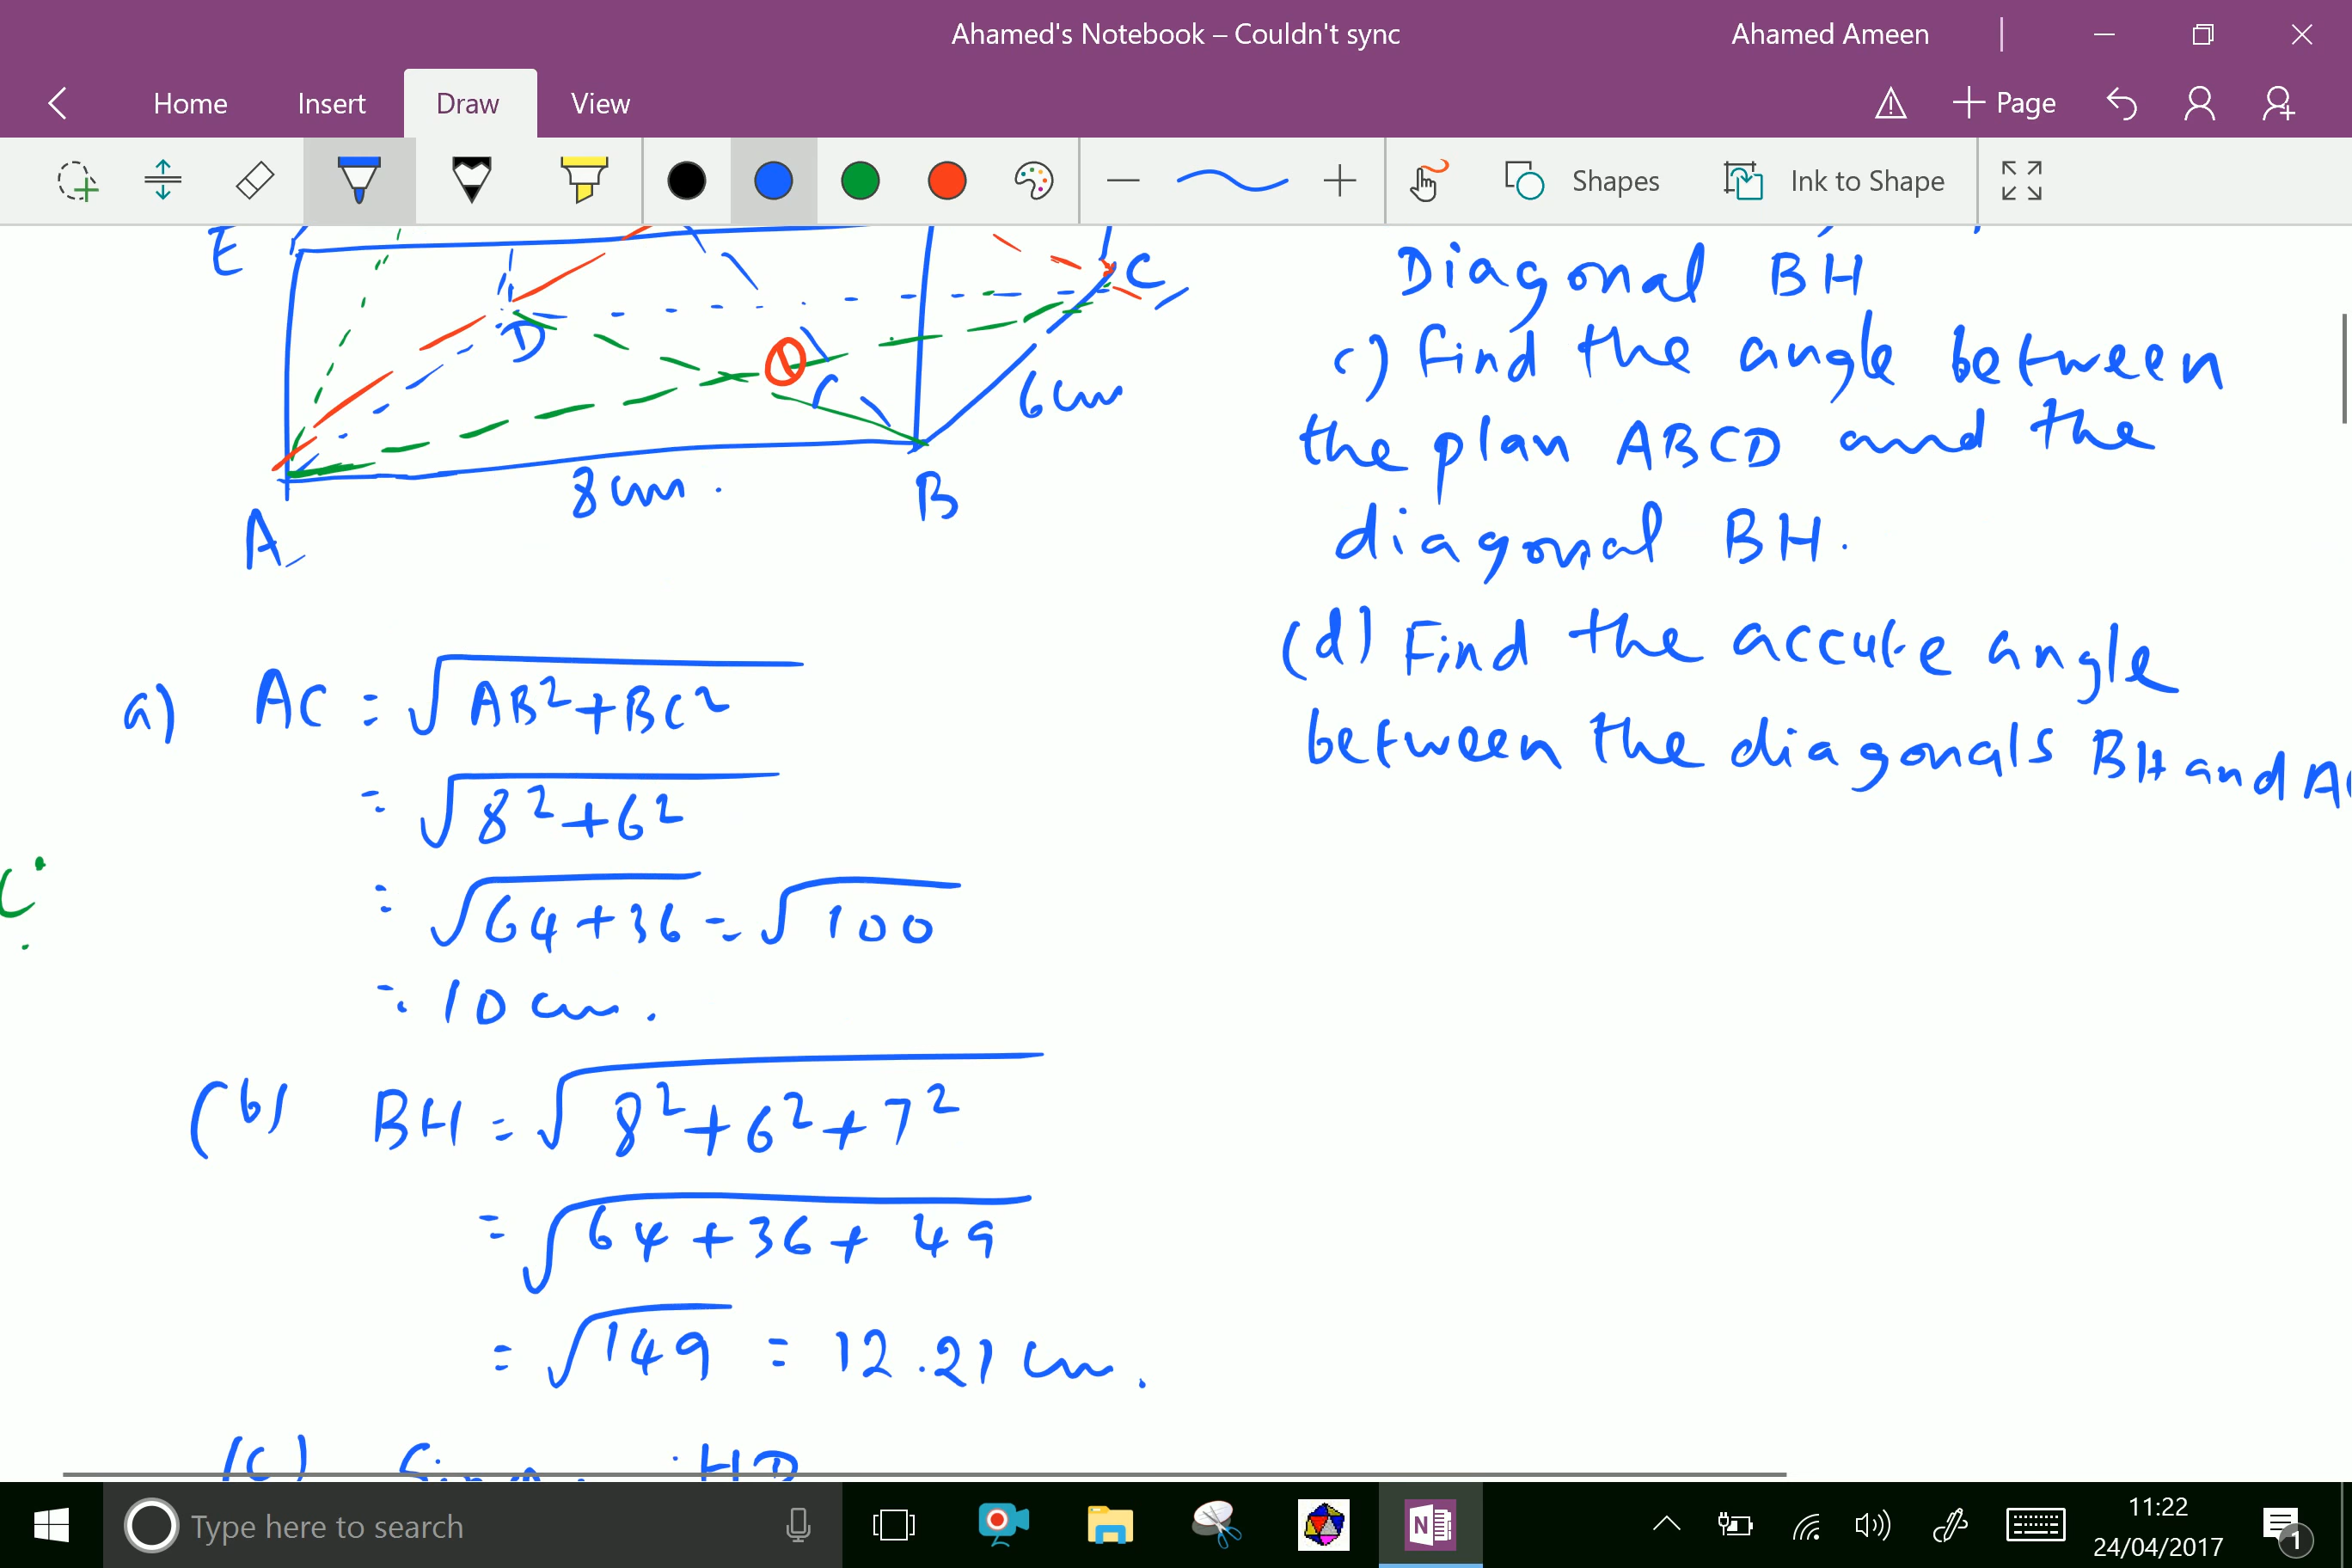 Ahamed's Notebook – Couldn't sync
Ahamed Ameen
Home Insert Draw View
Page
Shapes
Ink to Shape
E
D
C
6cm
8cm.
A
B
Diagonal BH
c) Find the angle between
the plan ABCD and the
diagonal BH.
(d) Find the accute angle
between the diagonals BH and
a) AC = √AB²+BC²
= √8²+6²
= √64+36 = √100
= 10 cm.
(b) BH = √8²+6²+7²
= √64+36+49
= √149 = 12.21 cm.
(c)
Type here to search
N
11:22
24/04/2017
1